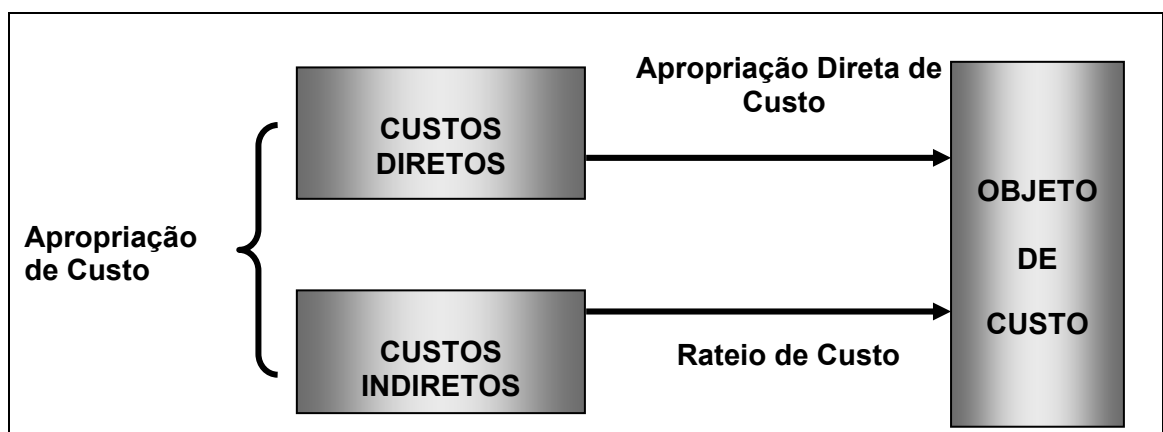 Apropriação
de Custo
CUSTOS
DIRETOS
Apropriação Direta de
Custo
CUSTOS
INDIRETOS
Rateio de Custo
OBJETO
DE
CUSTO